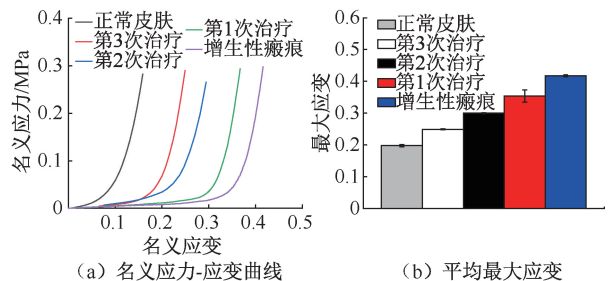 名义应力/MPa
0.4
0.3
0.2
0.1
0
正常皮肤
第3次治疗
第2次治疗
第1次治疗
增生性瘢痕
0.1 0.2 0.3 0.4 0.5
名义应变
(a) 名义应力-应变曲线
最大应变
0.6
0.5
0.4
0.3
0.2
0.1
0
正常皮肤
第3次治疗
第2次治疗
第1次治疗
增生性瘢痕
(b) 平均最大应变